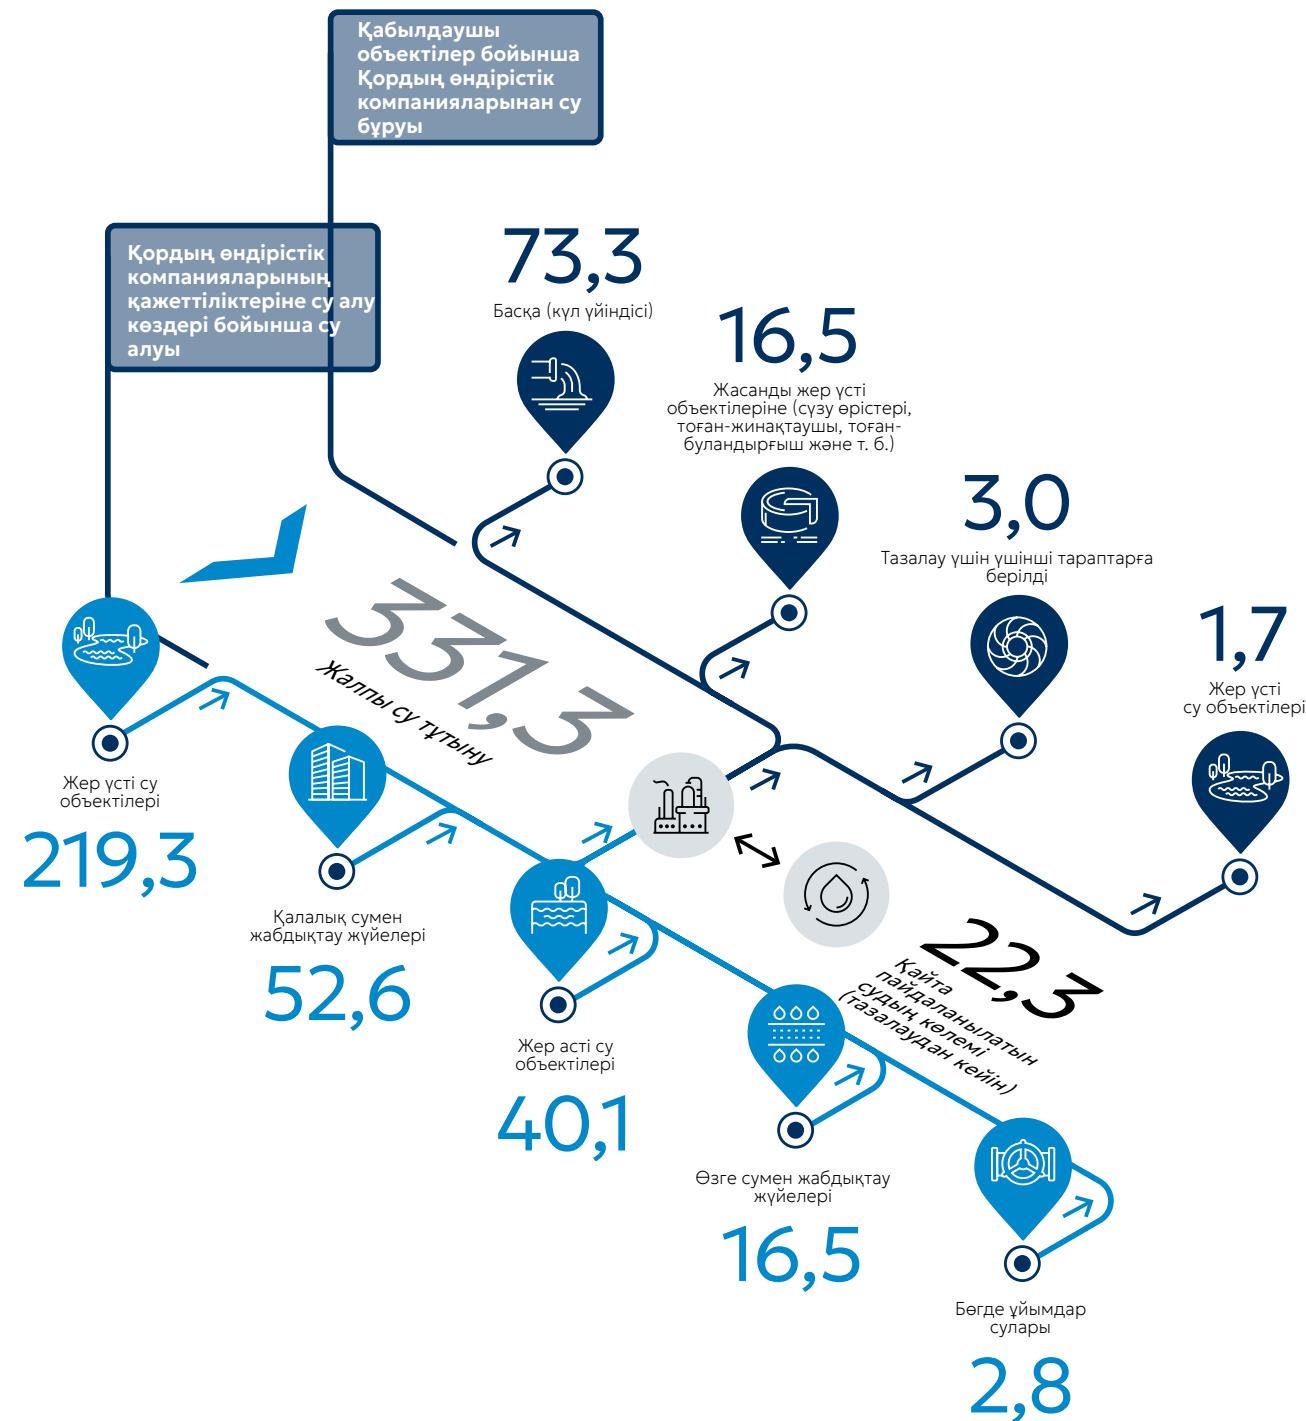 Қабылдаушы
объектілер бойынша
Қордың өндірістік
компанияларынан су
бұруы
Қордың өндірістік
компанияларының
қажеттіліктеріне су алу
көздері бойынша су
алуы
73,3
Басқа (күл үйіндісі)
16,5
Жасанды жер үсті
объектілеріне (сүзу өрістері,
тоған-жинақтаушы, тоған-
буландырғыш және т. б.)
3,0
Тазалау үшін үшінші тараптарға
берілді
1,7
Жер үсті
су объектілері
331,3
Жалпы су тұтыну
Жер үсті су
объектілері
219,3
Қалалық сумен
жабдықтау жүйелері
52,6
Жер асті су
объектілері
40,1
22,3
Қайта
пайдаланылатын
судың көлемі
(тазалаудан кейін)
Өзге сумен жабдықтау
жүйелері
16,5
Бөгде ұйымдар
сулары
2,8